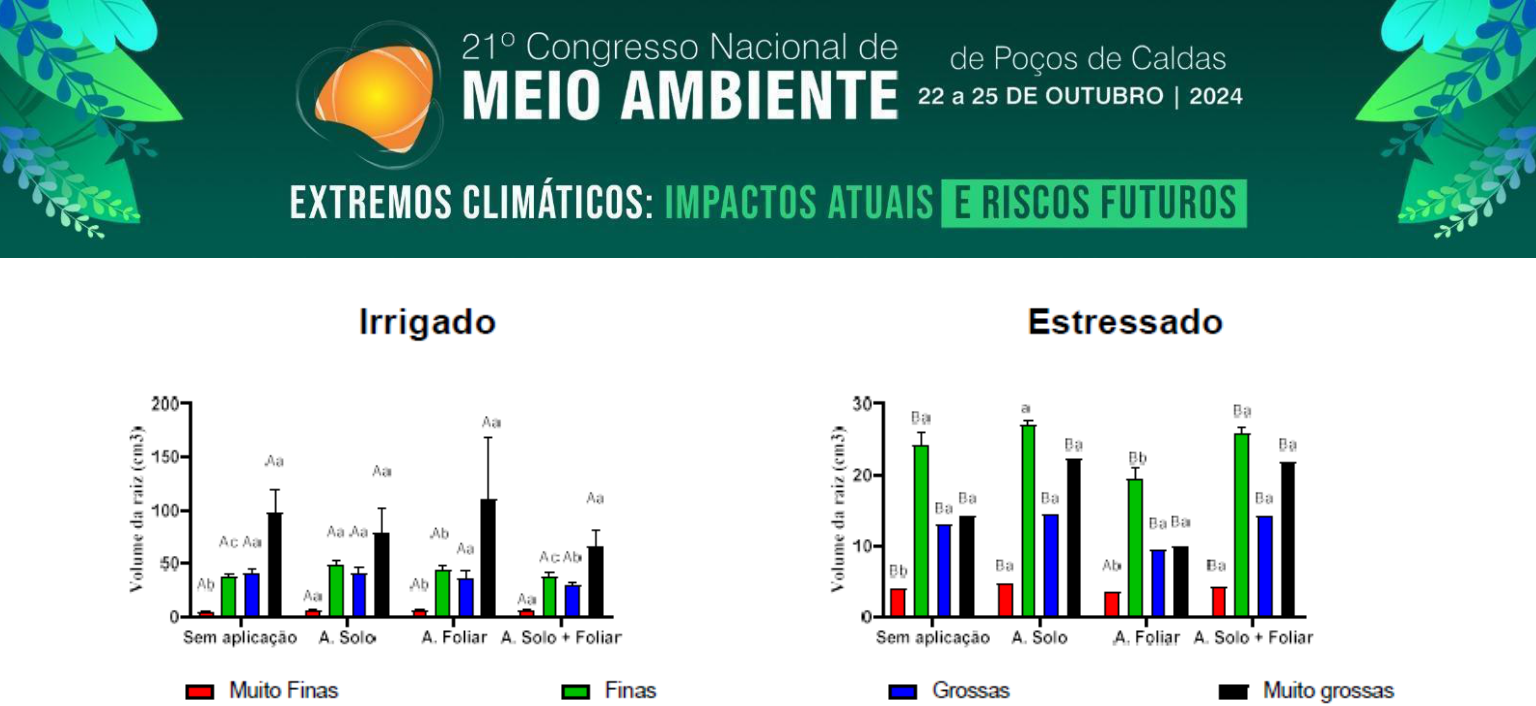 21º Congresso Nacional de
MEIO AMBIENTE
de Poços de Caldas
22 a 25 DE OUTUBRO | 2024
EXTREMOS CLIMÁTICOS: IMPACTOS ATUAIS E RISCOS FUTUROS
Irrigado
Volume da raiz (cm3)
200
150
100
50
0
Ab
Ac Aa
Aa
Aa
Aa Aa
Aa
Ab
Ab
Aa
Aa
Aa
Ac Ab
Aa
Sem aplicação A. Solo A. Foliar A. Solo + Foliar
Estressado
Volume da raiz (cm3)
30
20
10
0
Bb
Ba
Ba
Ba
Ba
a
Ba
Ba
Ab
Bb
Ba Ba
Ba
Ba
Ba
Ba
Sem aplicação A. Solo A. Foliar A. Solo + Foliar
Muito Finas Finas Grossas Muito grossas